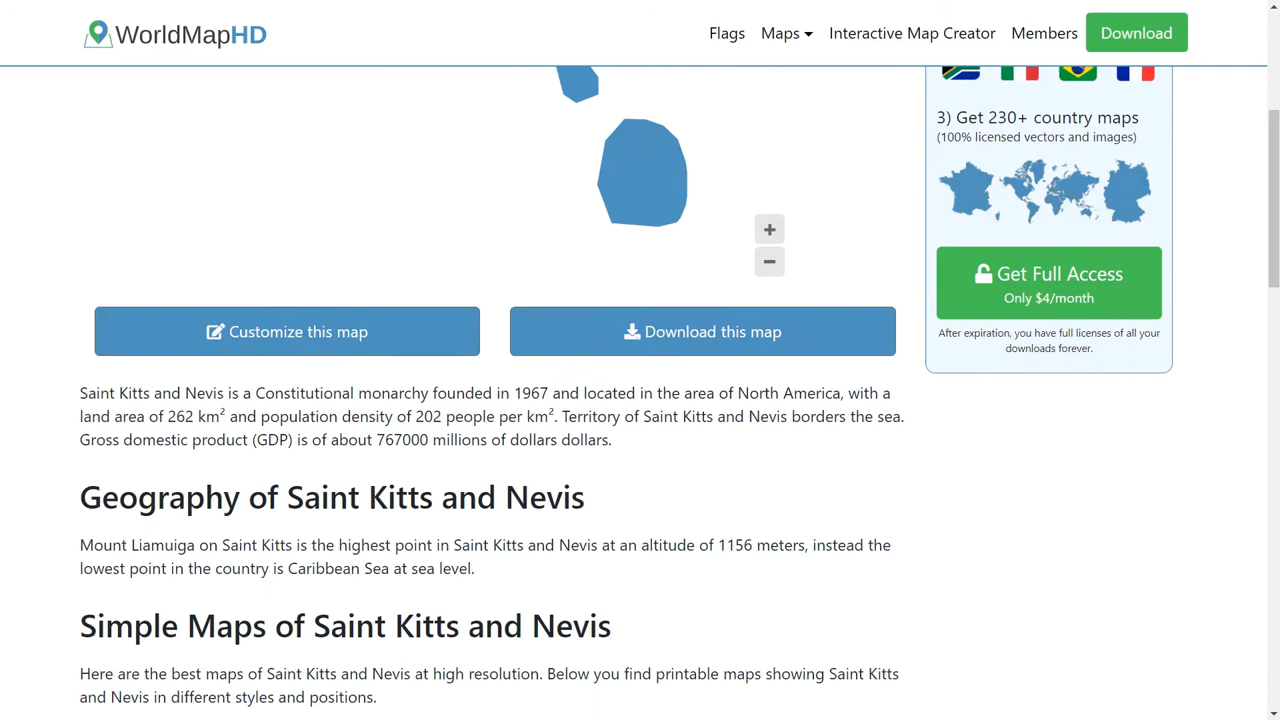 WorldMapHD
Flags
Maps
Interactive Map Creator
Members
Download
3) Get 230+ country maps
(100% licensed vectors and images)
+
−
Get Full Access
Only $4/month
After expiration, you have full licenses of all your
downloads forever.
Customize this map
Download this map
Saint Kitts and Nevis is a Constitutional monarchy founded in 1967 and located in the area of North America, with a
land area of 262 km² and population density of 202 people per km². Territory of Saint Kitts and Nevis borders the sea.
Gross domestic product (GDP) is of about 767000 millions of dollars dollars.
Geography of Saint Kitts and Nevis
Mount Liamuiga on Saint Kitts is the highest point in Saint Kitts and Nevis at an altitude of 1156 meters, instead the
lowest point in the country is Caribbean Sea at sea level.
Simple Maps of Saint Kitts and Nevis
Here are the best maps of Saint Kitts and Nevis at high resolution. Below you find printable maps showing Saint Kitts
and Nevis in different styles and positions.